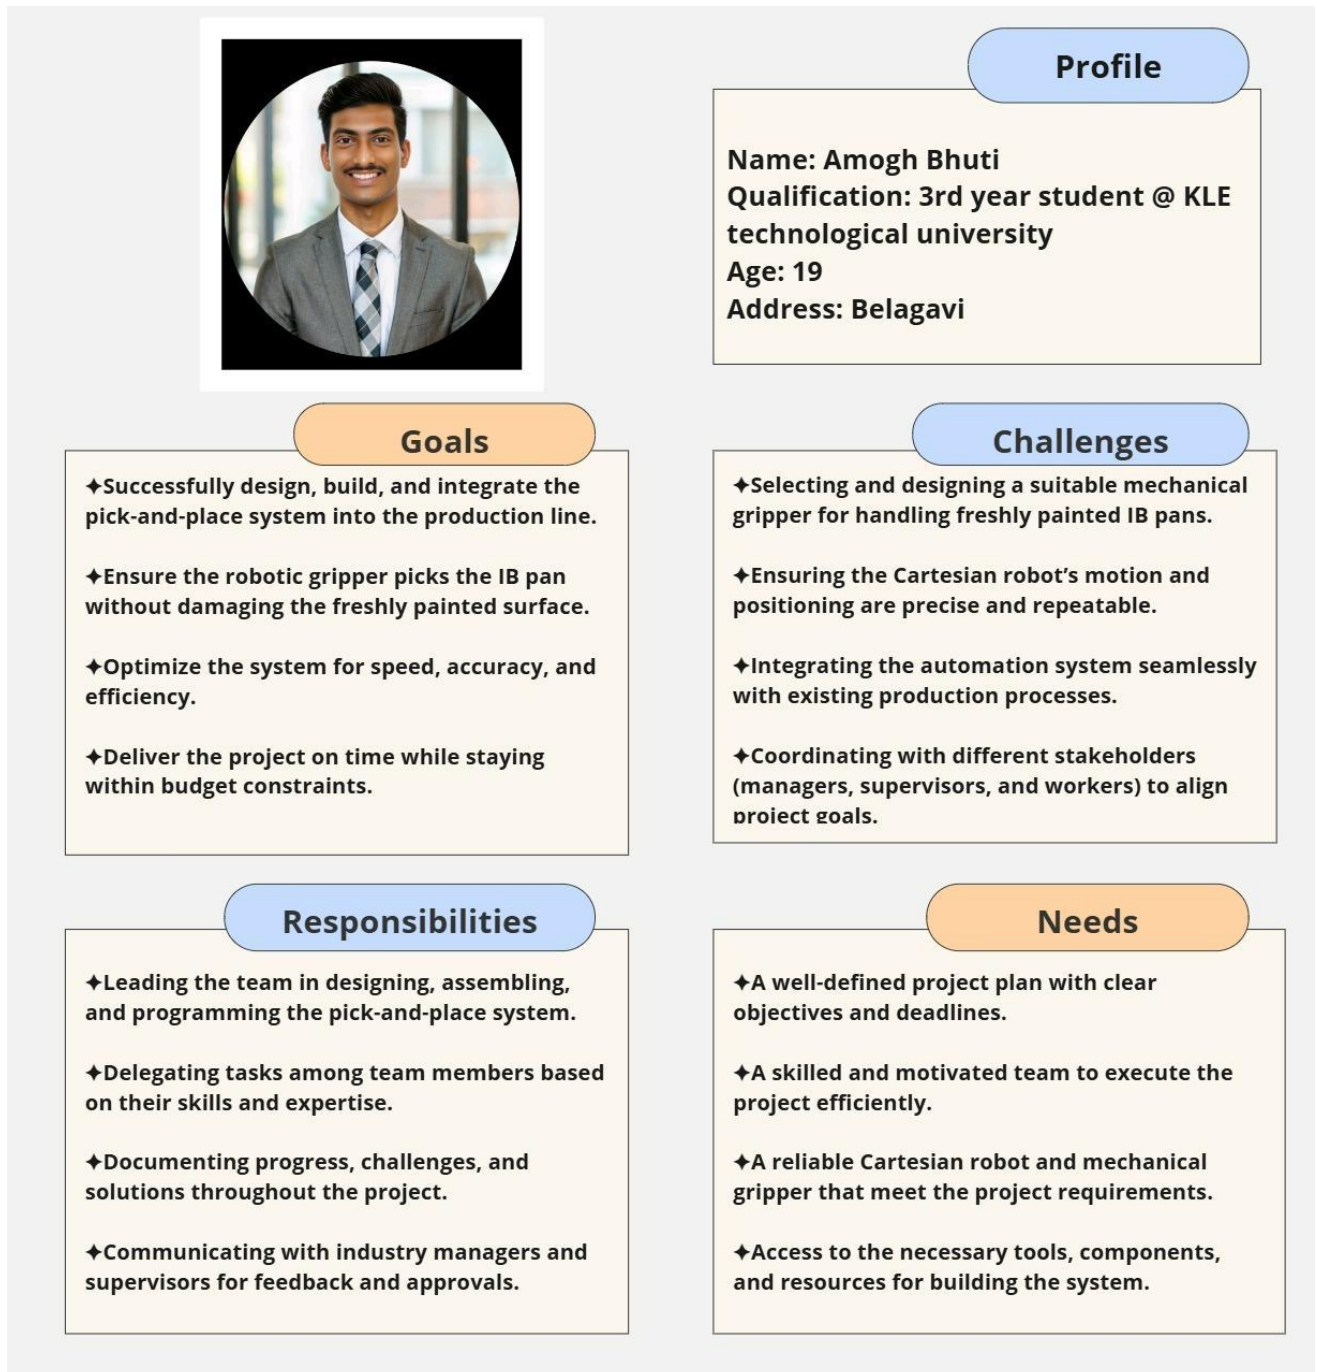 Profile
Name: Amogh Bhuti
Qualification: 3rd year student @ KLE
technological university
Age: 19
Address: Belagavi
Goals
✦Successfully design, build, and integrate the
pick-and-place system into the production line.
✦Ensure the robotic gripper picks the IB pan
without damaging the freshly painted surface.
✦Optimize the system for speed, accuracy, and
efficiency.
✦Deliver the project on time while staying
within budget constraints.
Challenges
✦Selecting and designing a suitable mechanical
gripper for handling freshly painted IB pans.
✦Ensuring the Cartesian robot’s motion and
positioning are precise and repeatable.
✦Integrating the automation system seamlessly
with existing production processes.
✦Coordinating with different stakeholders
(managers, supervisors, and workers) to align
project goals.
Responsibilities
✦Leading the team in designing, assembling,
and programming the pick-and-place system.
✦Delegating tasks among team members based
on their skills and expertise.
✦Documenting progress, challenges, and
solutions throughout the project.
✦Communicating with industry managers and
supervisors for feedback and approvals.
Needs
✦A well-defined project plan with clear
objectives and deadlines.
✦A skilled and motivated team to execute the
project efficiently.
✦A reliable Cartesian robot and mechanical
gripper that meet the project requirements.
✦Access to the necessary tools, components,
and resources for building the system.